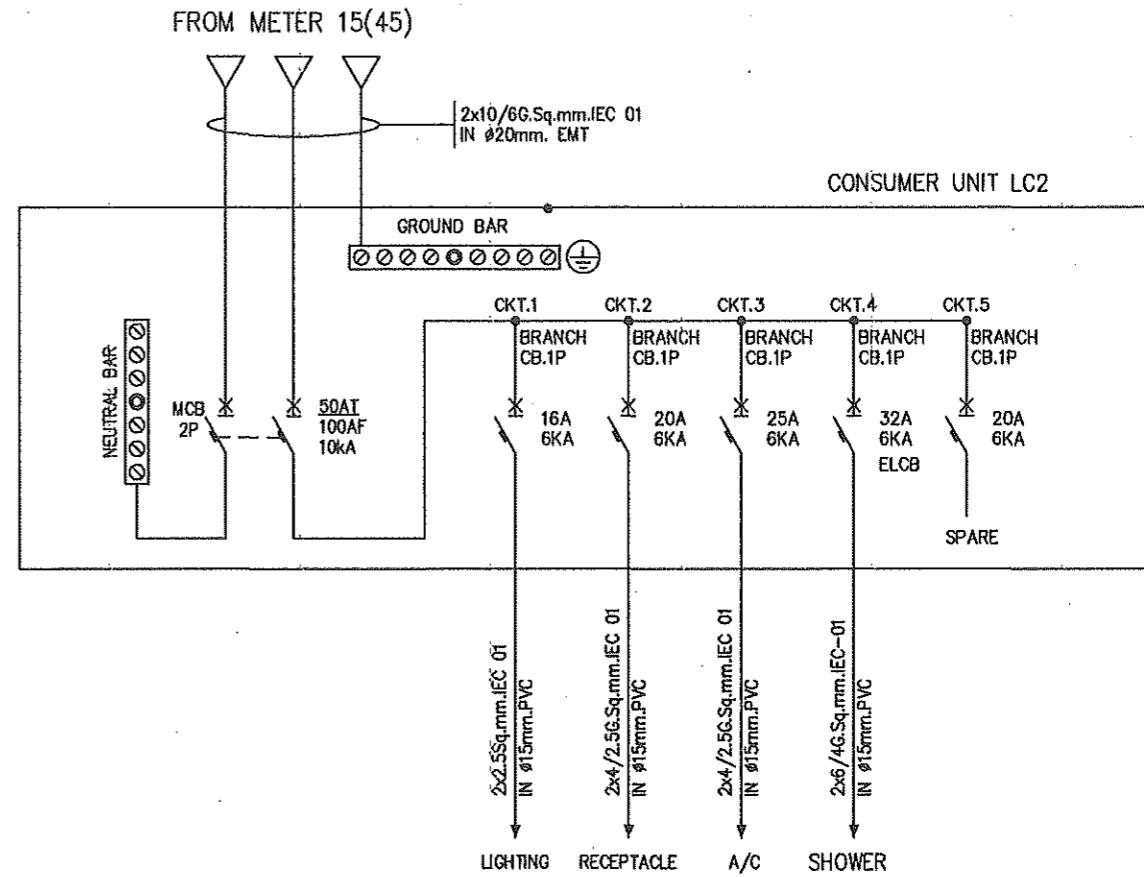 FROM METER 15(45)
2x10/6G.Sq.mm.IEC 01
IN ø20mm. EMT
CONSUMER UNIT LC2
GROUND BAR
NEUTRAL BAR
MCB
2P
50AT
100AF
10kA
CKT.1
BRANCH
CB.1P
16A
6KA
CKT.2
BRANCH
CB.1P
20A
6KA
CKT.3
BRANCH
CB.1P
25A
6KA
CKT.4
BRANCH
CB.1P
32A
6KA
ELCB
CKT.5
BRANCH
CB.1P
20A
6KA
SPARE
2x2.5Sq.mm.IEC 01
IN ø15mm.PVC
2x4/2.5G.Sq.mm.IEC 01
IN ø15mm.PVC
2x4/2.5G.Sq.mm.IEC 01
IN ø15mm.PVC
2x6/4G.Sq.mm.IEC-01
IN ø15mm.PVC
LIGHTING
RECEPTACLE
A/C
SHOWER